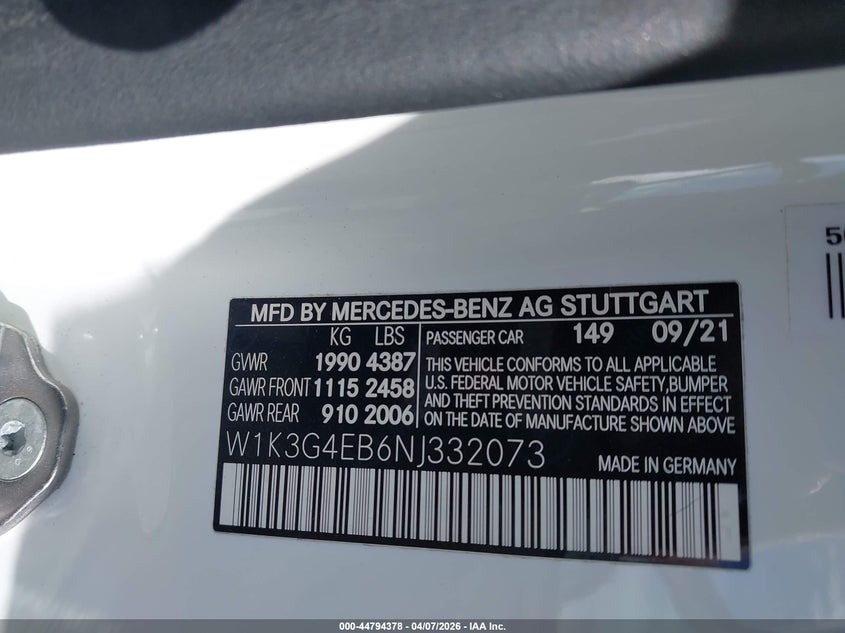 50
MFD BY MERCEDES-BENZ AG STUTTGART
KG LBS
GVWR 1990 4387
GAWR FRONT 1115 2458
GAWR REAR 910 2006
PASSENGER CAR 149 09/21
THIS VEHICLE CONFORMS TO ALL APPLICABLE
U.S. FEDERAL MOTOR VEHICLE SAFETY,BUMPER
AND THEFT PREVENTION STANDARDS IN EFFECT
ON THE DATE OF MANUFACTURE SHOWN ABOVE.
W1K3G4EB6NJ332073
MADE IN GERMANY
000-44794378 - 04/07/2026 - IAA Inc.